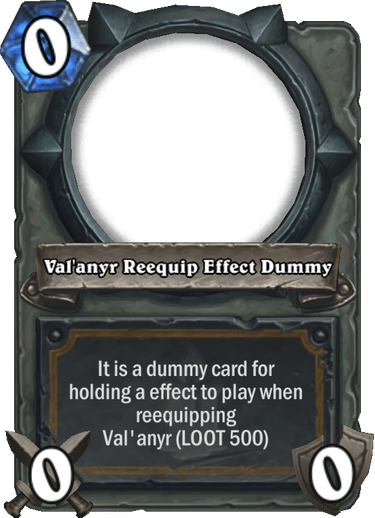 0
Val'anyr Reequip Effect Dummy
It is a dummy card for
holding a effect to play when
reequipping
Val'anyr (LOOT 500)
0
0